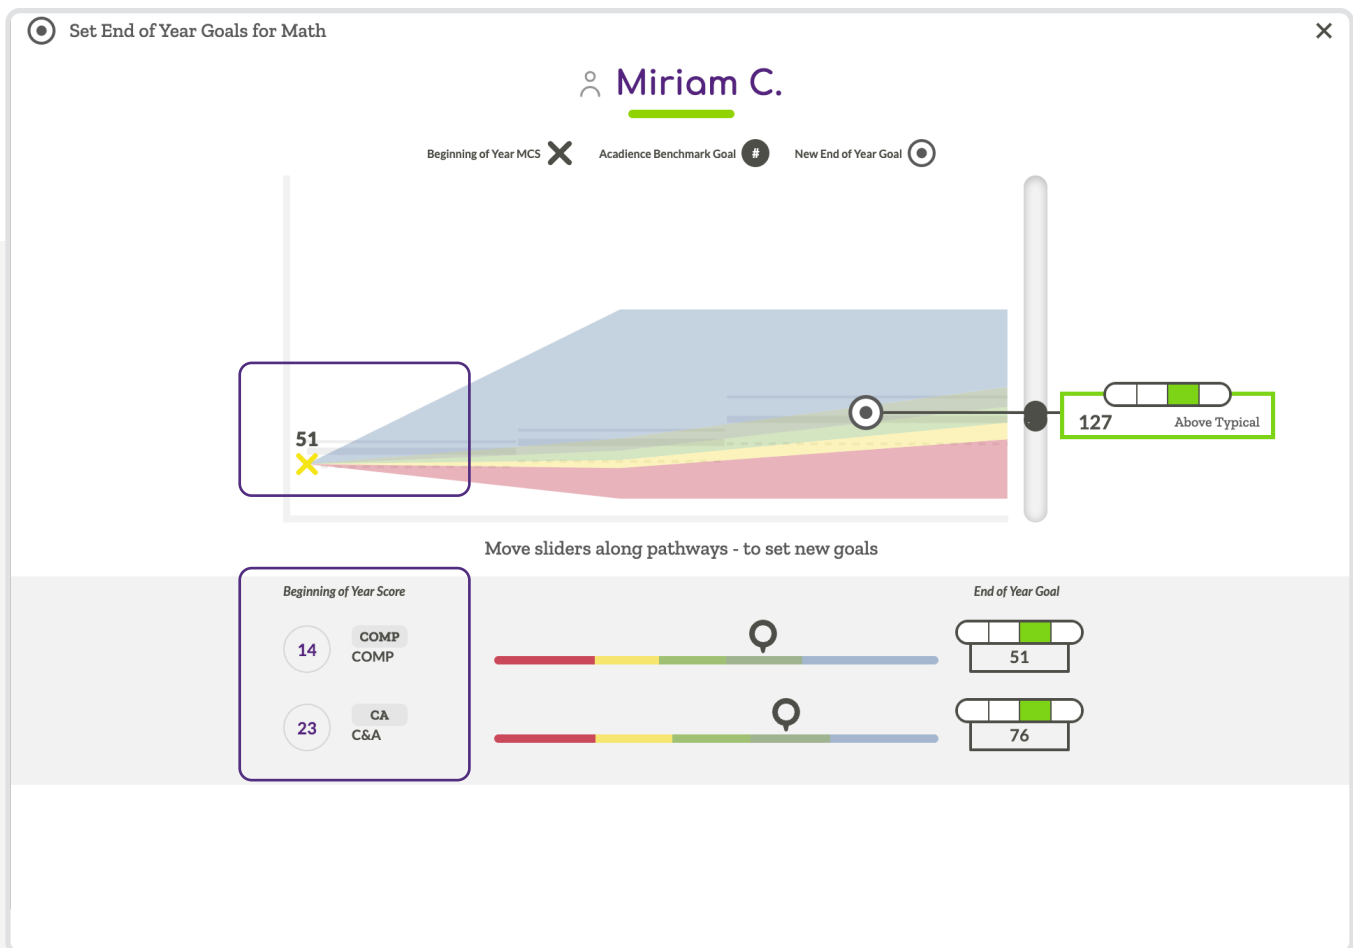 Set End of Year Goals for Math
Miriam C.
Beginning of Year MCS
Acadience Benchmark Goal #
New End of Year Goal
51
127 Above Typical
Move sliders along pathways - to set new goals
Beginning of Year Score
End of Year Goal
14
COMP
COMP
51
23
CA
C&A
76